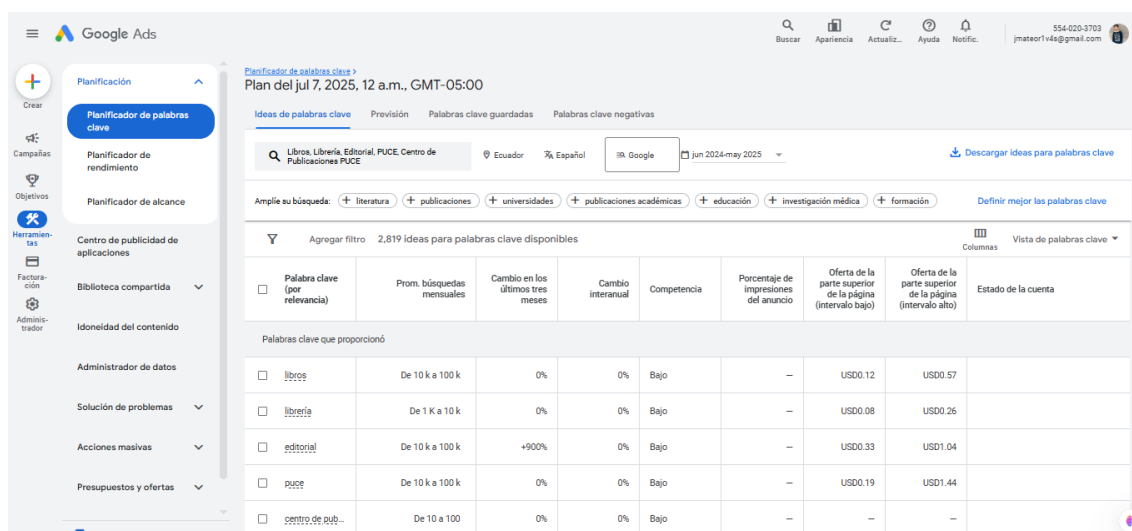 Google Ads
Buscar
Apariencia
Actualiz...
Ayuda
Notific.
554-020-3703
jmateor1v4s@gmail.com
Crear
Campañas
Objetivos
Herramien-
tas
Factura-
ción
Adminis-
trador
Planificación
Planificador de palabras
clave
Planificador de
rendimiento
Planificador de alcance
Centro de publicidad de
aplicaciones
Biblioteca compartida
Idoneidad del contenido
Administrador de datos
Solución de problemas
Acciones masivas
Presupuestos y ofertas
Planificador de palabras clave >
Plan del jul 7, 2025, 12 a.m., GMT-05:00
Ideas de palabras clave Previsión Palabras clave guardadas Palabras clave negativas
Libros, Librería, Editorial, PUCE, Centro de
Publicaciones PUCE
Ecuador
Español
Google
jun 2024-may 2025
Descargar ideas para palabras clave
Amplíe su búsqueda: + literatura + publicaciones + universidades + publicaciones académicas + educación + investigación médica + formación
Definir mejor las palabras clave
Agregar filtro 2,819 ideas para palabras clave disponibles
Columnas
Vista de palabras clave
Palabra clave
(por
relevancia)
Prom. búsquedas
mensuales
Cambio en los
últimos tres
meses
Cambio
interanual
Competencia
Porcentaje de
impresiones
del anuncio
Oferta de la
parte superior
de la página
(intervalo bajo)
Oferta de la
parte superior
de la página
(intervalo alto)
Estado de la cuenta
Palabras clave que proporcionó
libros De 10 k a 100 k 0% 0% Bajo – USD0.12 USD0.57
librería De 1 K a 10 k 0% 0% Bajo – USD0.08 USD0.26
editorial De 10 k a 100 k +900% 0% Bajo – USD0.33 USD1.04
puce De 10 k a 100 k 0% 0% Bajo – USD0.19 USD1.44
centro de pub... De 10 a 100 0% 0% Bajo – – –